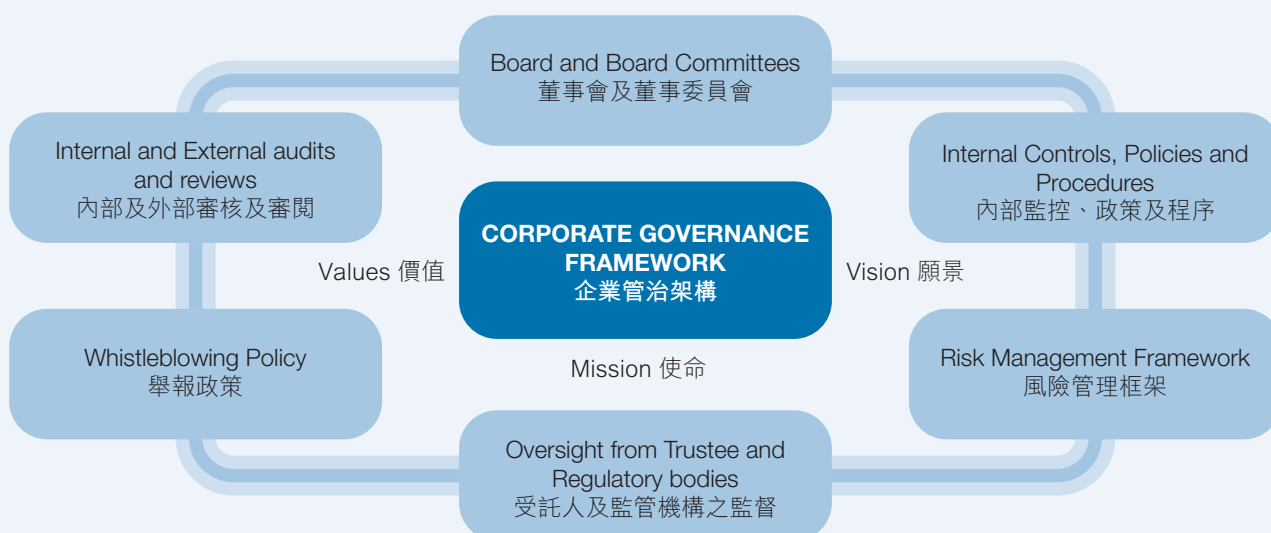 Board and Board Committees
董事會及董事委員會
Internal and External audits
and reviews
內部及外部審核及審閱
Internal Controls, Policies and
Procedures
內部監控、政策及程序
CORPORATE GOVERNANCE
FRAMEWORK
企業管治架構
Values 價值
Vision 願景
Mission 使命
Whistleblowing Policy
舉報政策
Risk Management Framework
風險管理框架
Oversight from Trustee and
Regulatory bodies
受託人及監管機構之監督